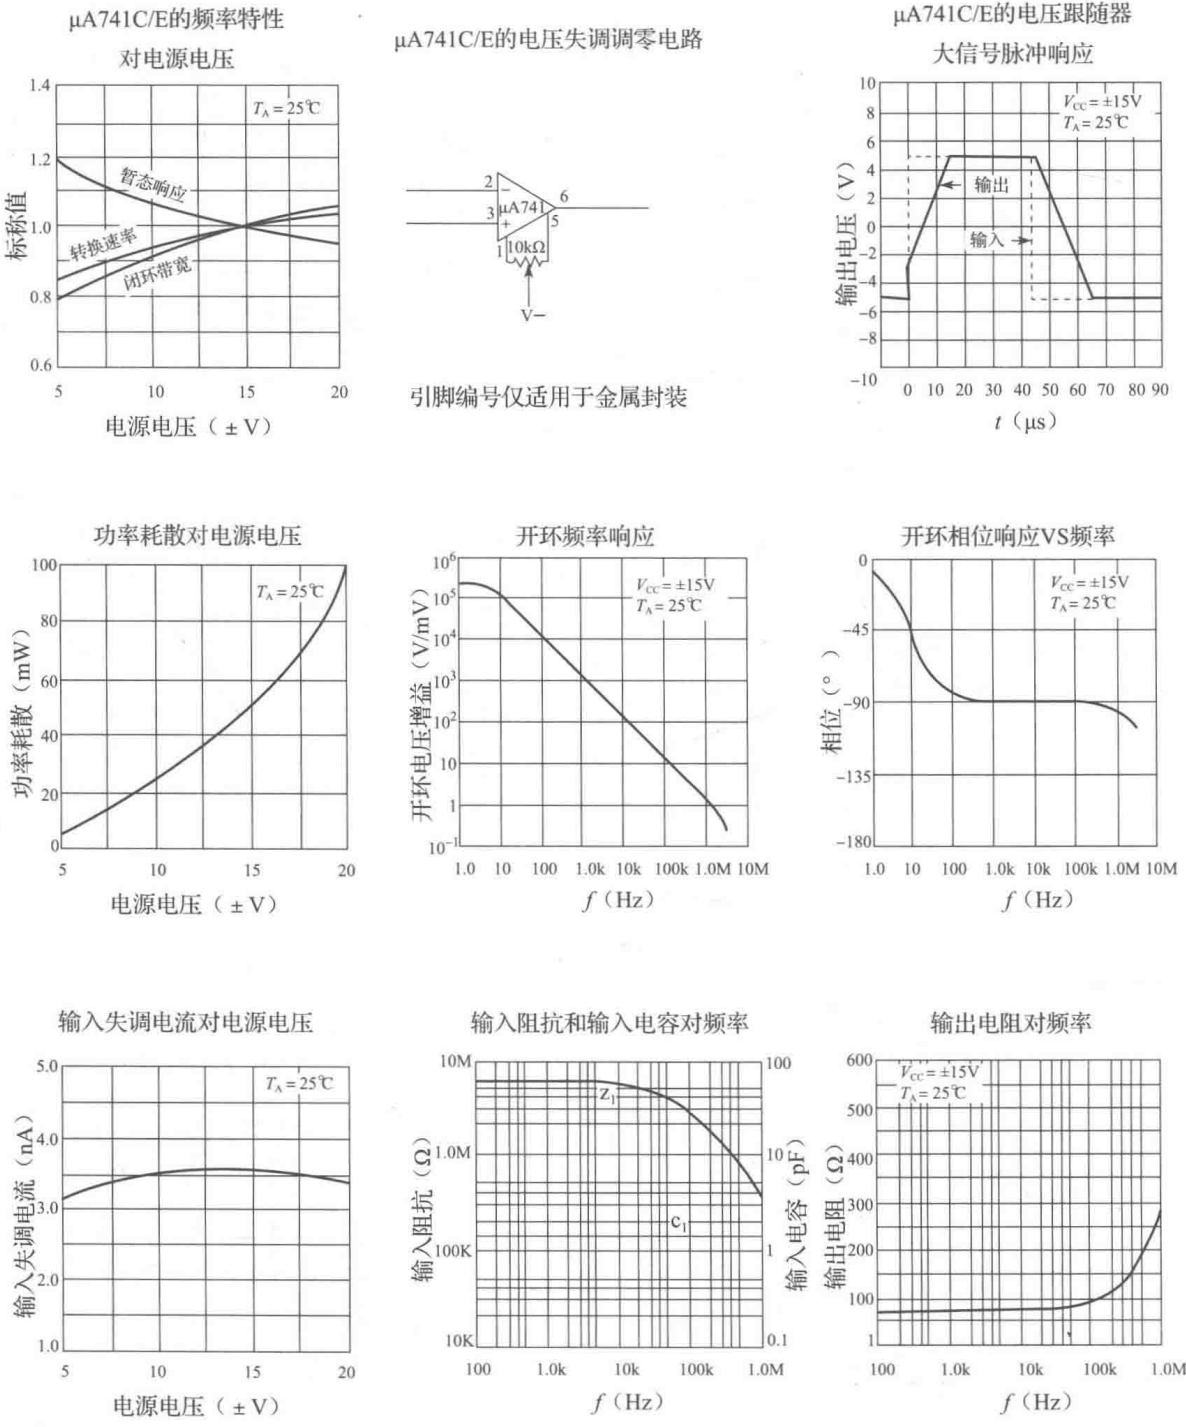 μA741C/E的频率特性
对电源电压
1.4
1.2
1.0
0.8
0.6
标称值
T_A = 25℃
暂态响应
转换速率
闭环带宽
5 10 15 20
电源电压（ ± V）
μA741C/E的电压失调调零电路
2
−
3
+
μA741
6
5
1
10kΩ
V−
引脚编号仅适用于金属封装
μA741C/E的电压跟随器
大信号脉冲响应
10
8
6
4
2
0
−2
−4
−6
−8
−10
输出电压（V）
V_CC = ±15V
T_A = 25℃
输出
输入
0 10 20 30 40 50 60 70 80 90
t（μs）
功率耗散对电源电压
100
80
60
40
20
0
功率耗散（mW）
T_A = 25℃
5 10 15 20
电源电压（ ± V）
开环频率响应
10^6
10^5
10^4
10^3
10^2
10
1
10^-1
开环电压增益（V/mV）
V_CC = ±15V
T_A = 25℃
1.0 10 100 1.0k 10k 100k 1.0M 10M
f（Hz）
开环相位响应VS频率
0
−45
−90
−135
−180
相位（°）
V_CC = ±15V
T_A = 25℃
1.0 10 100 1.0k 10k 100k 1.0M 10M
f（Hz）
输入失调电流对电源电压
5.0
4.0
3.0
2.0
1.0
输入失调电流（nA）
T_A = 25℃
5 10 15 20
电源电压（ ± V）
输入阻抗和输入电容对频率
10M
1.0M
100K
10K
输入阻抗（Ω）
Z_1
C_1
100
10
1
0.1
输入电容（pF）
100 1.0k 10k 100k 1.0M
f（Hz）
输出电阻对频率
600
500
400
300
200
100
1
输出电阻（Ω）
V_CC = ±15V
T_A = 25℃
100 1.0k 10k 100k 1.0M
f（Hz）